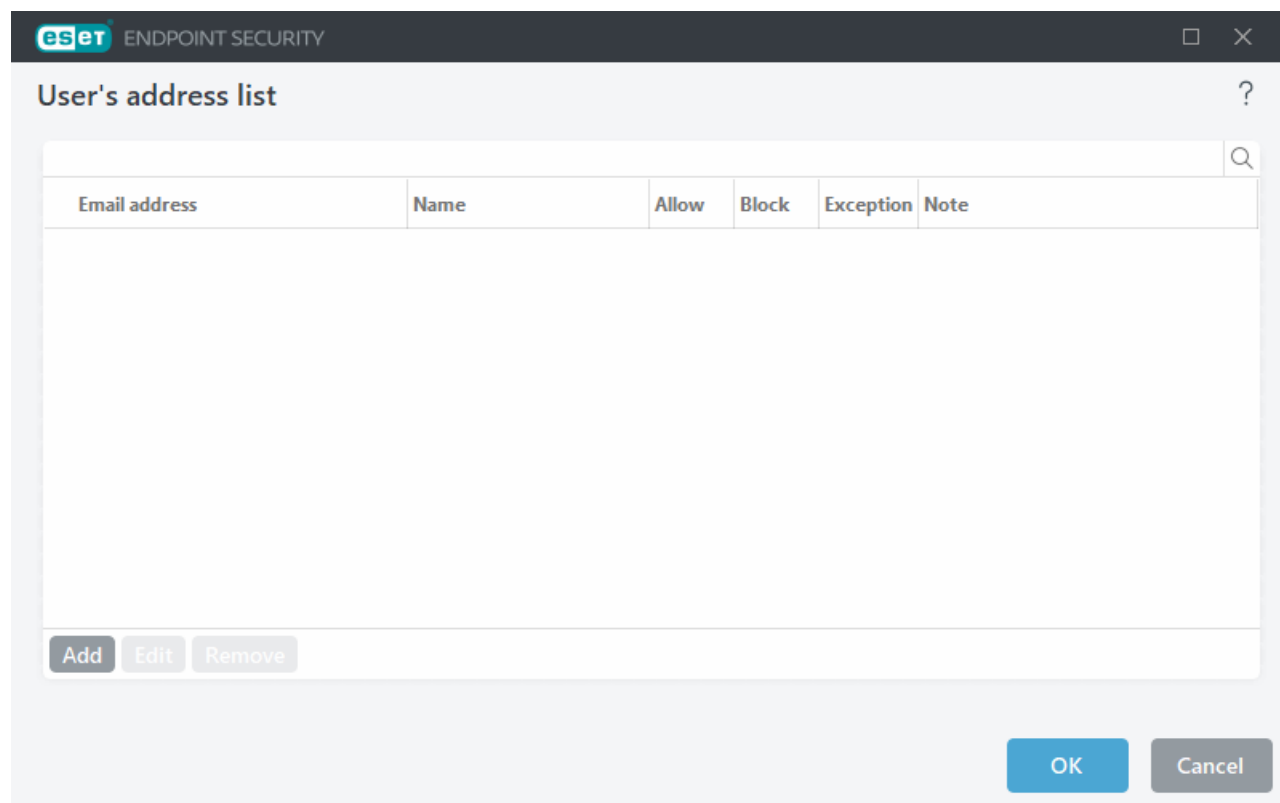 eset ENDPOINT SECURITY
User's address list ?
Email address Name Allow Block Exception Note
Add Edit Remove
OK Cancel